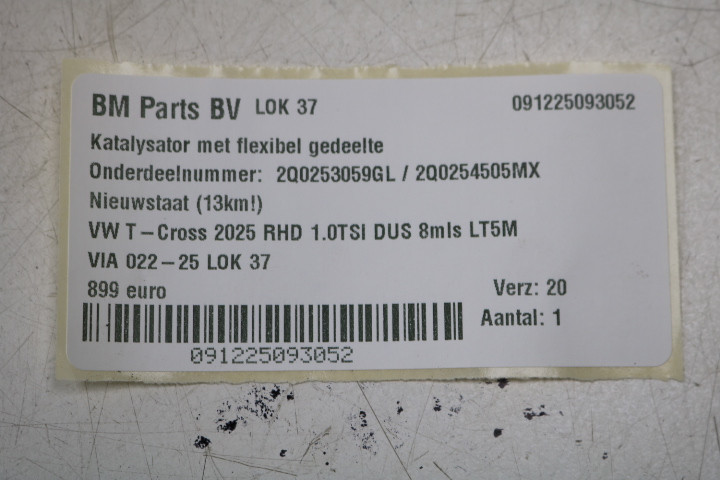 BM Parts BV LOK 37 091225093052
Katalysator met flexibel gedeelte
Onderdeelnummer: 2Q0253059GL / 2Q0254505MX
Nieuwstaat (13km!)
VW T-Cross 2025 RHD 1.0TSI DUS 8mls LT5M
VIA 022-25 LOK 37
899 euro Verz: 20
Aantal: 1
091225093052